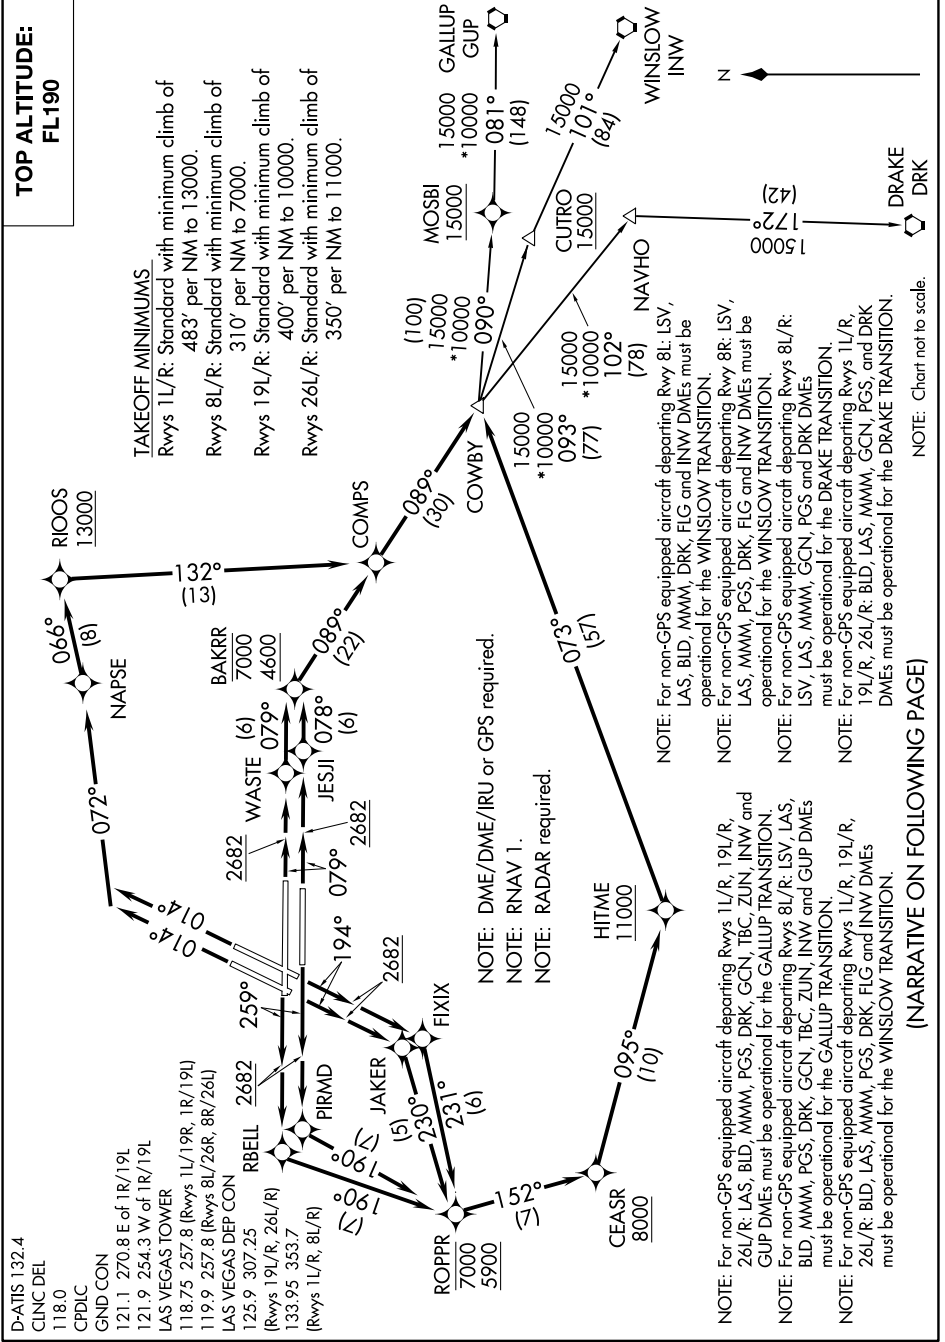 TOP ALTITUDE:
FL190
D-ATIS 132.4
CLNC DEL
118.0
CPDLC
GND CON
121.1 270.8 E of 1R/19L
121.9 254.3 W of 1R/19L
LAS VEGAS TOWER
118.75 257.8 (Rwys 1L/19R, 1R/19L)
119.9 257.8 (Rwys 8L/26R, 8R/26L)
LAS VEGAS DEP CON
125.9 307.25
(Rwys 19L/R, 26L/R)
133.95 353.7
(Rwys 1L/R, 8L/R)
TAKEOFF MINIMUMS
Rwys 1L/R: Standard with minimum climb of
483' per NM to 13000.
Rwys 8L/R: Standard with minimum climb of
310' per NM to 7000.
Rwys 19L/R: Standard with minimum climb of
400' per NM to 10000.
Rwys 26L/R: Standard with minimum climb of
350' per NM to 11000.
RIOOS
13000
066°
(8)
NAPSE
072°
014°
014°
132°
(13)
COMPS
089°
(30)
BAKRR
7000
4600
089°
(22)
(6)
079°
WASTE
078°
(6)
JESJI
2682
2682
079°
259°
2682
194°
2682
RBELL
PIRMD
JAKER
FIXIX
190°
(7)
190°
(7)
(5)
230°
231°
(6)
ROPPR
7000
5900
152°
(7)
CEASR
8000
095°
(10)
HITME
11000
073°
(57)
COWBY
(100)
15000
*10000
090°
MOSBI
15000
15000
*10000
081°
(148)
GALLUP
GUP
15000
*10000
093°
(77)
CUTRO
15000
15000
101°
(84)
WINSLOW
INW
15000
*10000
102°
(78)
NAVHO
15000
172°
(42)
DRAKE
DRK
N
NOTE: DME/DME/IRU or GPS required.
NOTE: RNAV 1.
NOTE: RADAR required.
NOTE: For non-GPS equipped aircraft departing Rwys 1L/R, 19L/R,
26L/R: LAS, BLD, MMM, PGS, DRK, GCN, TBC, ZUN, INW and
GUP DMEs must be operational for the GALLUP TRANSITION.
NOTE: For non-GPS equipped aircraft departing Rwys 8L/R: LSV, LAS,
BLD, MMM, PGS, DRK, GCN, TBC, ZUN, INW and GUP DMEs
must be operational for the GALLUP TRANSITION.
NOTE: For non-GPS equipped aircraft departing Rwys 1L/R, 19L/R,
26L/R: BLD, LAS, MMM, PGS, DRK, FLG and INW DMEs
must be operational for the WINSLOW TRANSITION.
NOTE: For non-GPS equipped aircraft departing Rwy 8L: LSV,
LAS, BLD, MMM, DRK, FLG and INW DMEs must be
operational for the WINSLOW TRANSITION.
NOTE: For non-GPS equipped aircraft departing Rwy 8R: LSV,
LAS, MMM, PGS, DRK, FLG and INW DMEs must be
operational for the WINSLOW TRANSITION.
NOTE: For non-GPS equipped aircraft departing Rwys 8L/R:
LSV, LAS, MMM, GCN, PGS and DRK DMEs
must be operational for the DRAKE TRANSITION.
NOTE: For non-GPS equipped aircraft departing Rwys 1L/R,
19L/R, 26L/R: BLD, LAS, MMM, GCN, PGS, and DRK
DMEs must be operational for the DRAKE TRANSITION.
NOTE: Chart not to scale.
(NARRATIVE ON FOLLOWING PAGE)